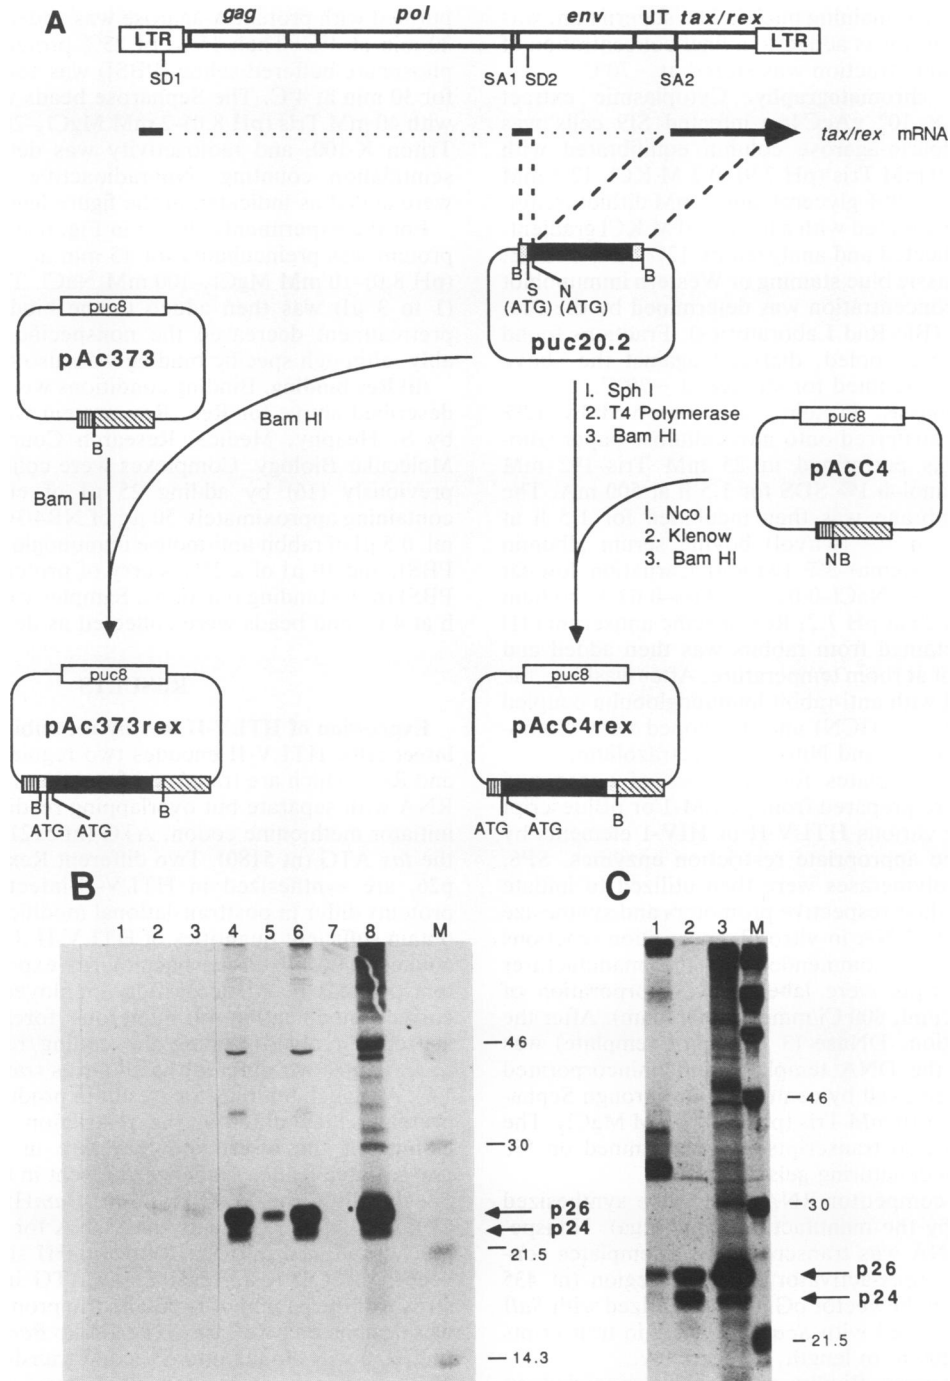 A
gag pol env UT tax/rex
LTR LTR
SD1 SA1 SD2 SA2
tax/rex mRNA
B N B
(ATG) (ATG)
puc20.2
puc8
pAc373
B
Bam HI
Bam HI
I. Sph I
2. T4 Polymerase
3. Bam HI
puc8
pAcC4
NB
I. Nco I
2. Klenow
3. Bam HI
puc8
pAc373rex
B B
ATG ATG
puc8
pAcC4rex
B
ATG ATG
B
1 2 3 4 5 6 7 8 M
–46
–30
p26
p24
21.5
–14.3
C
1 2 3 M
–46
–30
p26
p24
–21.5